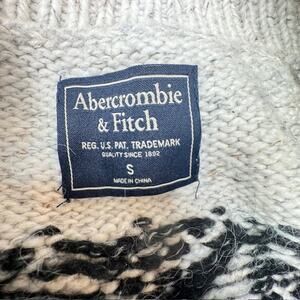 Abercrombie
& Fitch
REG. U.S. PAT. TRADEMARK
QUALITY SINCE 1892
S
MADE IN CHINA